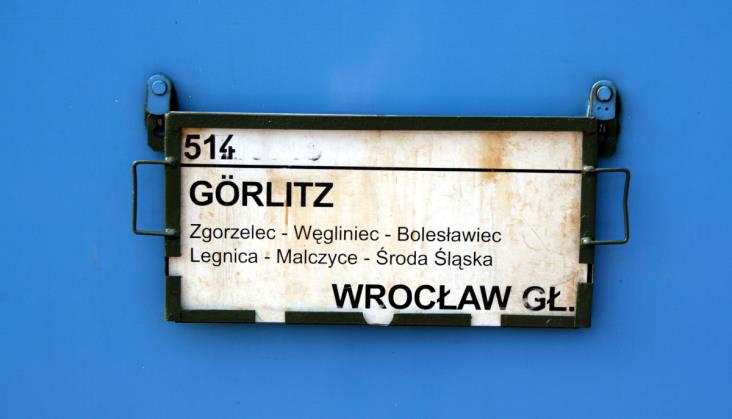 514
GÖRLITZ
Zgorzelec - Węgliniec - Bolesławiec
Legnica - Malczyce - Środa Śląska
WROCŁAW GŁ.